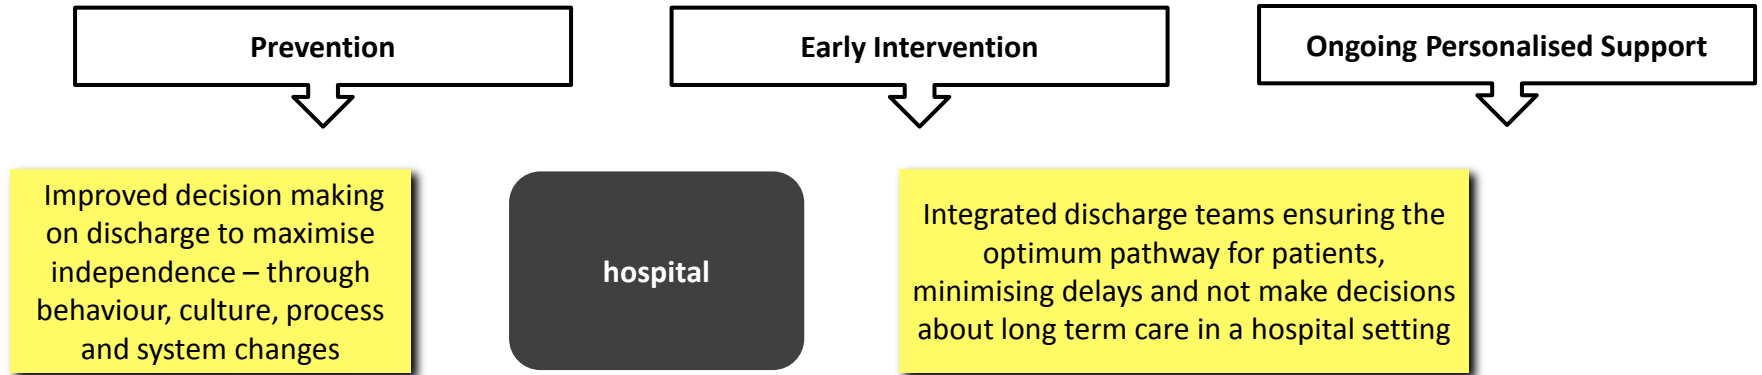 Prevention
Early Intervention
Ongoing Personalised Support
Improved decision making
on discharge to maximise
independence – through
behaviour, culture, process
and system changes
hospital
Integrated discharge teams ensuring the
optimum pathway for patients,
minimising delays and not make decisions
about long term care in a hospital setting